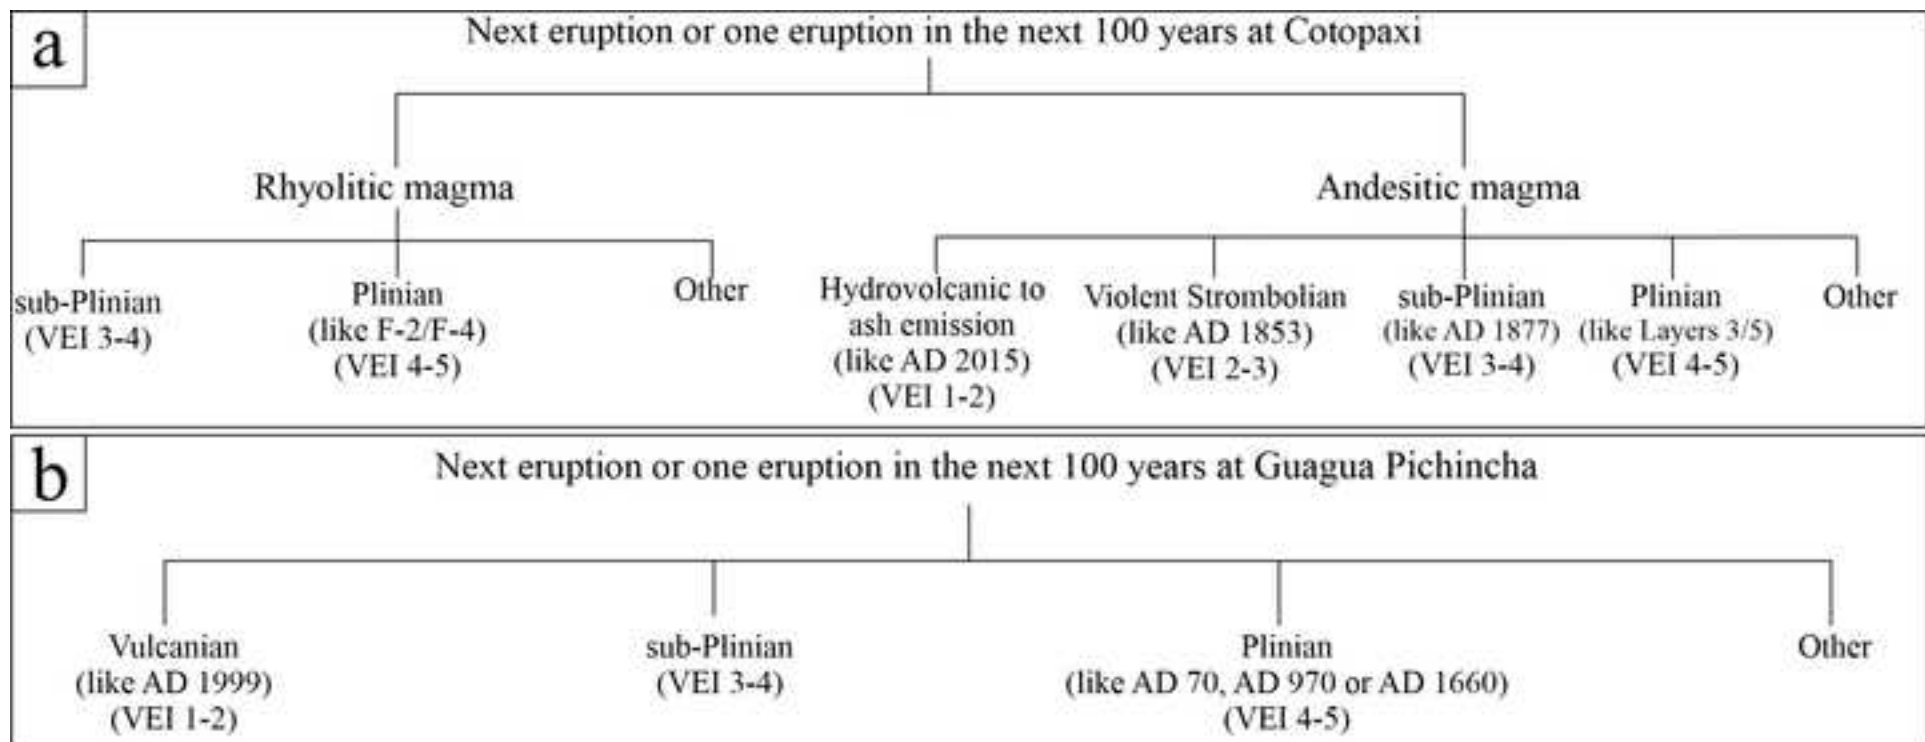 a
Next eruption or one eruption in the next 100 years at Cotopaxi
Rhyolitic magma
Andesitic magma
sub-Plinian
(VEI 3-4)
Plinian
(like F-2/F-4)
(VEI 4-5)
Other
Hydrovolcanic to
ash emission
(like AD 2015)
(VEI 1-2)
Violent Strombolian
(like AD 1853)
(VEI 2-3)
sub-Plinian
(like AD 1877)
(VEI 3-4)
Plinian
(like Layers 3/5)
(VEI 4-5)
Other
b
Next eruption or one eruption in the next 100 years at Guagua Pichincha
Vulcanian
(like AD 1999)
(VEI 1-2)
sub-Plinian
(VEI 3-4)
Plinian
(like AD 70, AD 970 or AD 1660)
(VEI 4-5)
Other